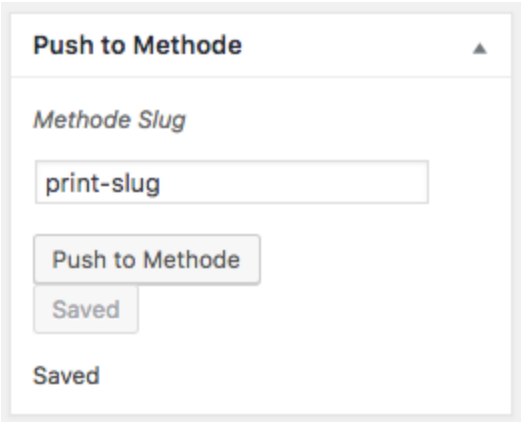 Push to Methode
Methode Slug
print-slug
Push to Methode
Saved
Saved